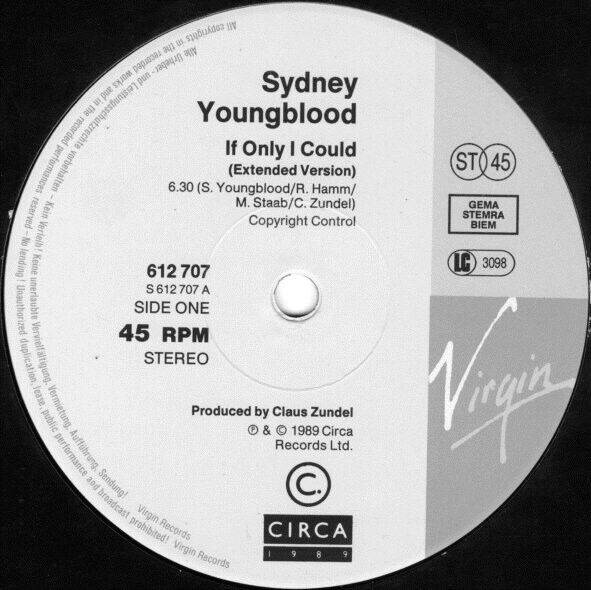 Sydney
Youngblood
If Only I Could
(Extended Version)
6.30 (S. Youngblood/R. Hamm/
M. Staab/C. Zundel)
Copyright Control
ST 45
GEMA
STEMRA
BIEM
LC 3098
612 707
S 612 707 A
SIDE ONE
45 RPM
STEREO
Virgin
Produced by Claus Zundel
Ⓟ & © 1989 Circa
Records Ltd.
C.
CIRCA
1989
Alle Urheber- und Leistungsschutzrechte vorbehalten - Kein Verleih! Keine unerlaubte Vervielfältigung, Vermietung, Aufführung, Sendung! Virgin Records
All copyrights in the recorded works and in the recorded performances reserved - No lending! Unauthorized duplication, lease, public performance and broadcast prohibited! Virgin Records